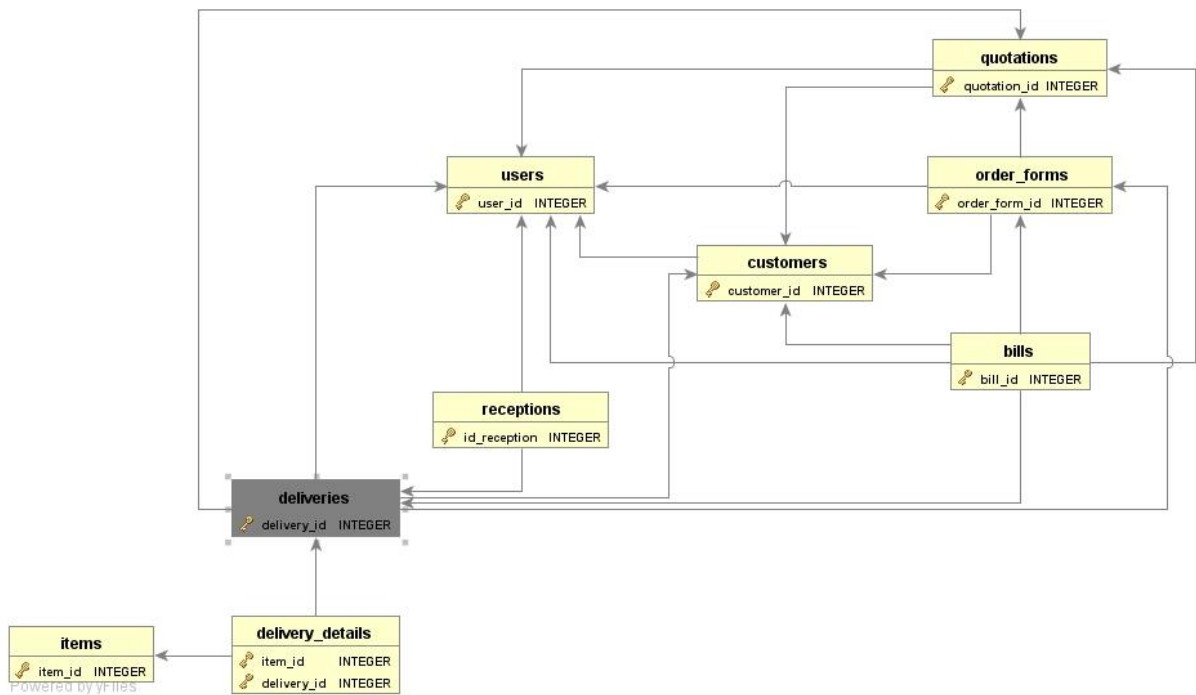 quotations
quotation_id INTEGER
users
user_id INTEGER
order_forms
order_form_id INTEGER
customers
customer_id INTEGER
bills
bill_id INTEGER
receptions
id_reception INTEGER
deliveries
delivery_id INTEGER
delivery_details
item_id INTEGER
delivery_id INTEGER
items
item_id INTEGER
Powered by yFiles